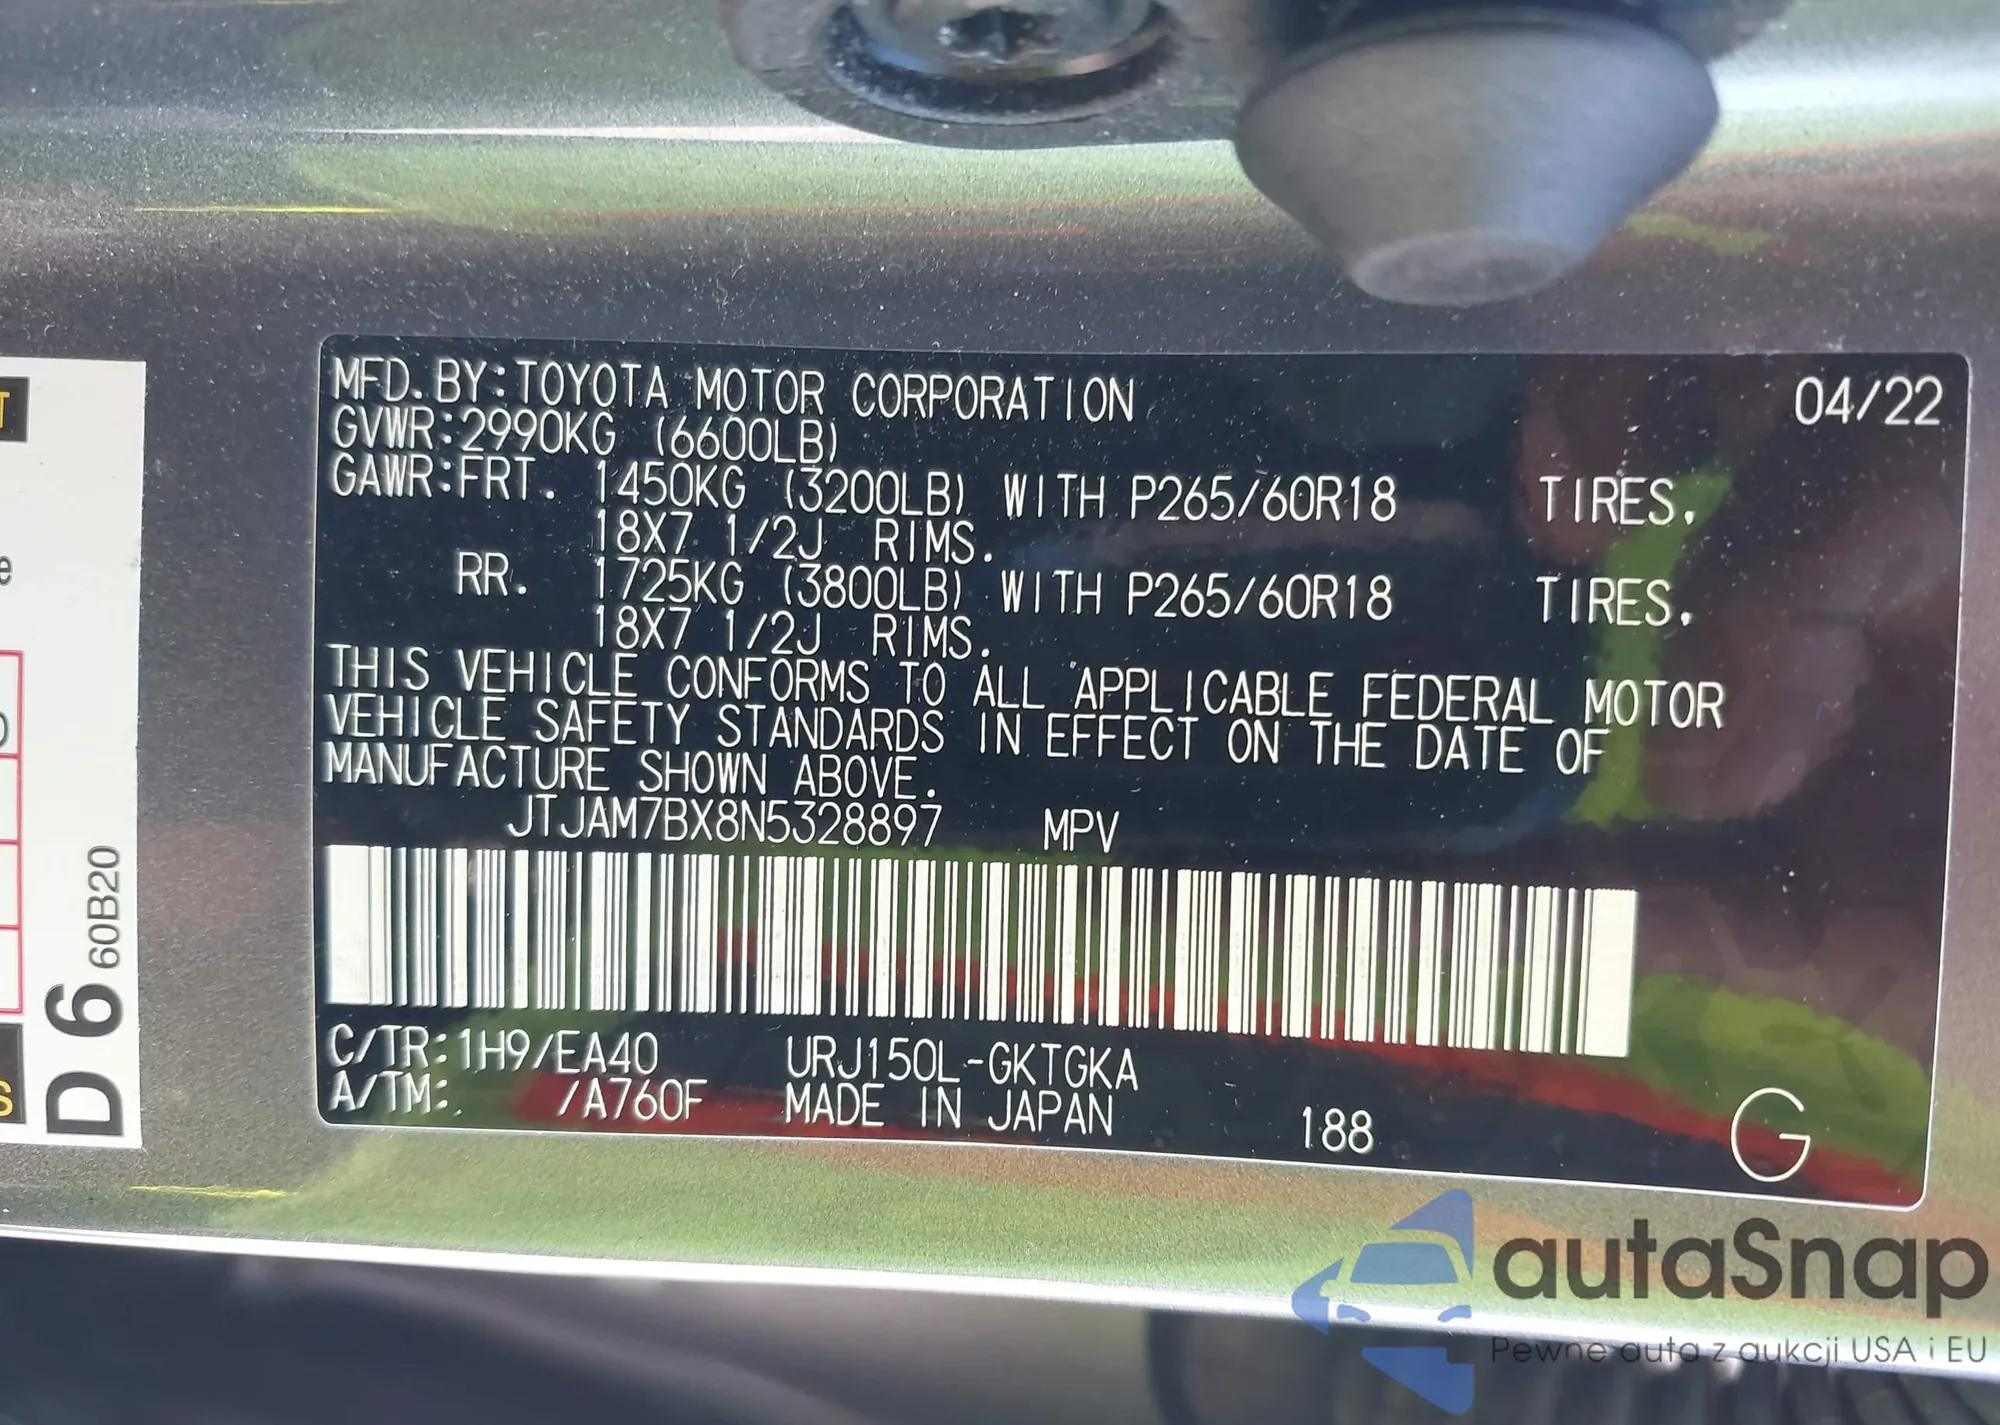 MFD.BY:TOYOTA MOTOR CORPORATION 04/22
GVWR:2990KG (6600LB)
GAWR:FRT. 1450KG (3200LB) WITH P265/60R18 TIRES.
18X7 1/2J RIMS.
RR. 1725KG (3800LB) WITH P265/60R18 TIRES.
18X7 1/2J RIMS.
THIS VEHICLE CONFORMS TO ALL APPLICABLE FEDERAL MOTOR
VEHICLE SAFETY STANDARDS IN EFFECT ON THE DATE OF
MANUFACTURE SHOWN ABOVE.
JTJAM7BX8N5328897 MPV
C/TR:1H9/EA40 URJ150L-GKTGKA
A/TM: /A760F MADE IN JAPAN 188 G
D 6 60B20
autaSnap
Pewne auta z aukcji USA i EU